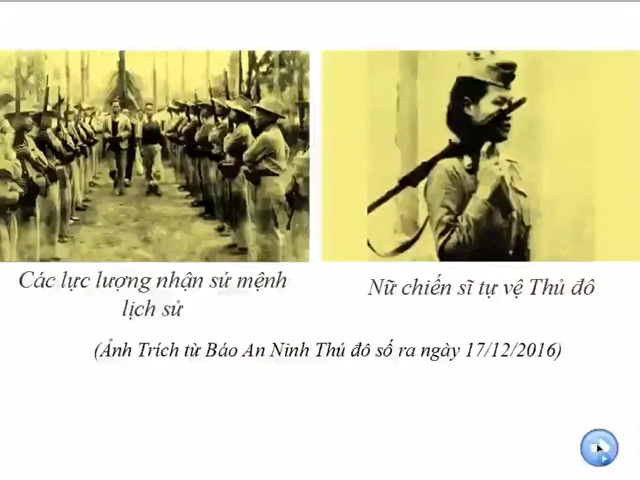 Các lực lượng nhận sứ mệnh
lịch sử
Nữ chiến sĩ tự vệ Thủ đô
(Ảnh Trích từ Báo An Ninh Thủ đô số ra ngày 17/12/2016)